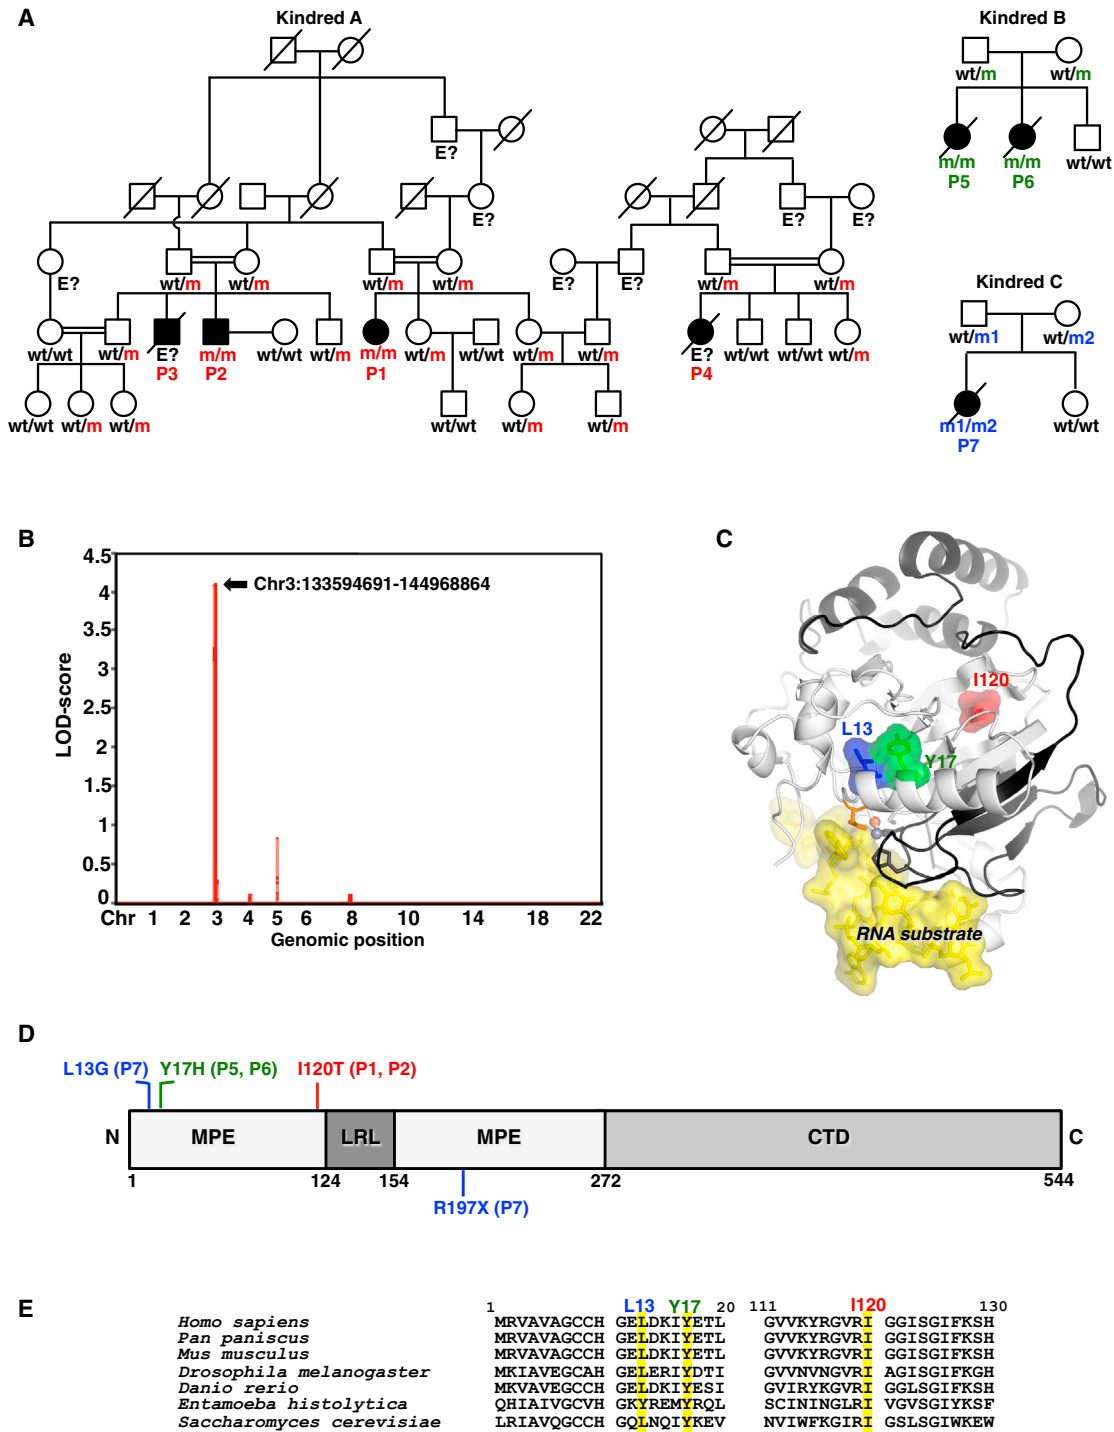 A
Kindred A
Kindred B
wt/m wt/m
E?
m/m m/m wt/wt
P5 P6
E? E? E?
E? wt/m wt/m wt/m wt/m E? E? wt/m wt/m
Kindred C
wt/m1 wt/m2
wt/wt wt/m E? m/m wt/wt wt/m m/m wt/m wt/wt wt/m wt/m E? wt/wt wt/wt wt/m
P3 P2 P1 P4
wt/wt wt/m wt/m wt/wt wt/m wt/m
m1/m2 wt/wt
P7
B
4.5
4
3.5
3
2.5
2
1.5
1
0.5
0
LOD-score
Chr3:133594691-144968864
Chr 1 2 3 4 5 6 8 10 14 18 22
Genomic position
C
I120
L13
Y17
RNA substrate
D
L13G (P7) Y17H (P5, P6) I120T (P1, P2)
N MPE LRL MPE CTD C
1 124 154 272 544
R197X (P7)
E
1 L13 Y17 20 111 I120 130
Homo sapiens MRVAVAGCCH GELDKIYETL GVVKYRGVRI GGISGIFKSH
Pan paniscus MRVAVAGCCH GELDKIYETL GVVKYRGVRI GGISGIFKSH
Mus musculus MRVAVAGCCH GELDKIYETL GVVKYRGVRI GGISGIFKSH
Drosophila melanogaster MKIAVEGCAH GELERIYDTI GVVNVNGVRI AGISGIFKGH
Danio rerio MKVAVEGCCH GELDKIYESI GVIRYKGVRI GGLSGIFKSH
Entamoeba histolytica QHIAIVGCVH GKYREMYRQL SCININGLRI VGVSGIYKSF
Saccharomyces cerevisiae LRIAVQGCCH GQLNQIYKEV NVIWFKGIRI GSLSGIWKEW